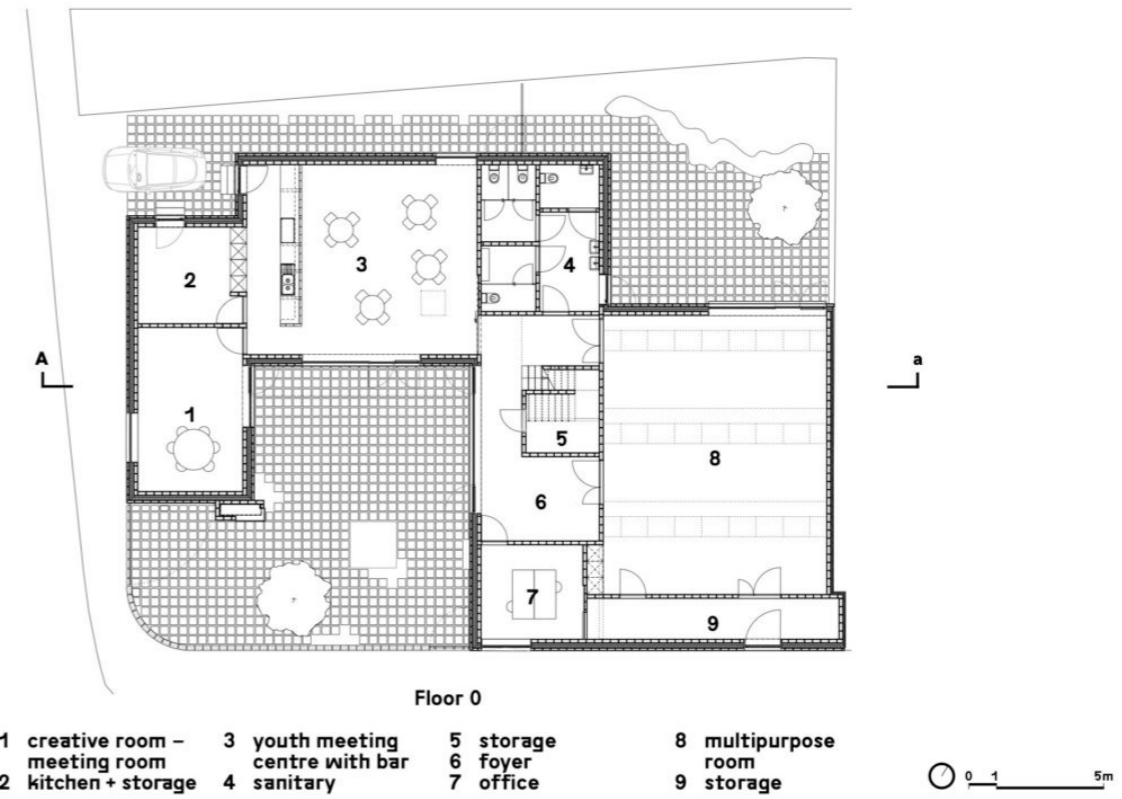 2
3
4
A
a
1
5
8
6
7
9
Floor 0
1 creative room –
meeting room
2 kitchen + storage
3 youth meeting
centre with bar
4 sanitary
5 storage
6 foyer
7 office
8 multipurpose
room
9 storage
0 1 5m